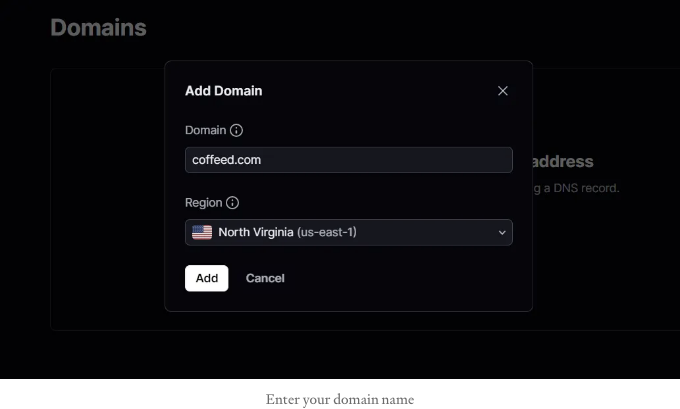 Domains
Add Domain
Domain
coffeed.com
address
g a DNS record.
Region
North Virginia (us-east-1)
Add
Cancel
Enter your domain name